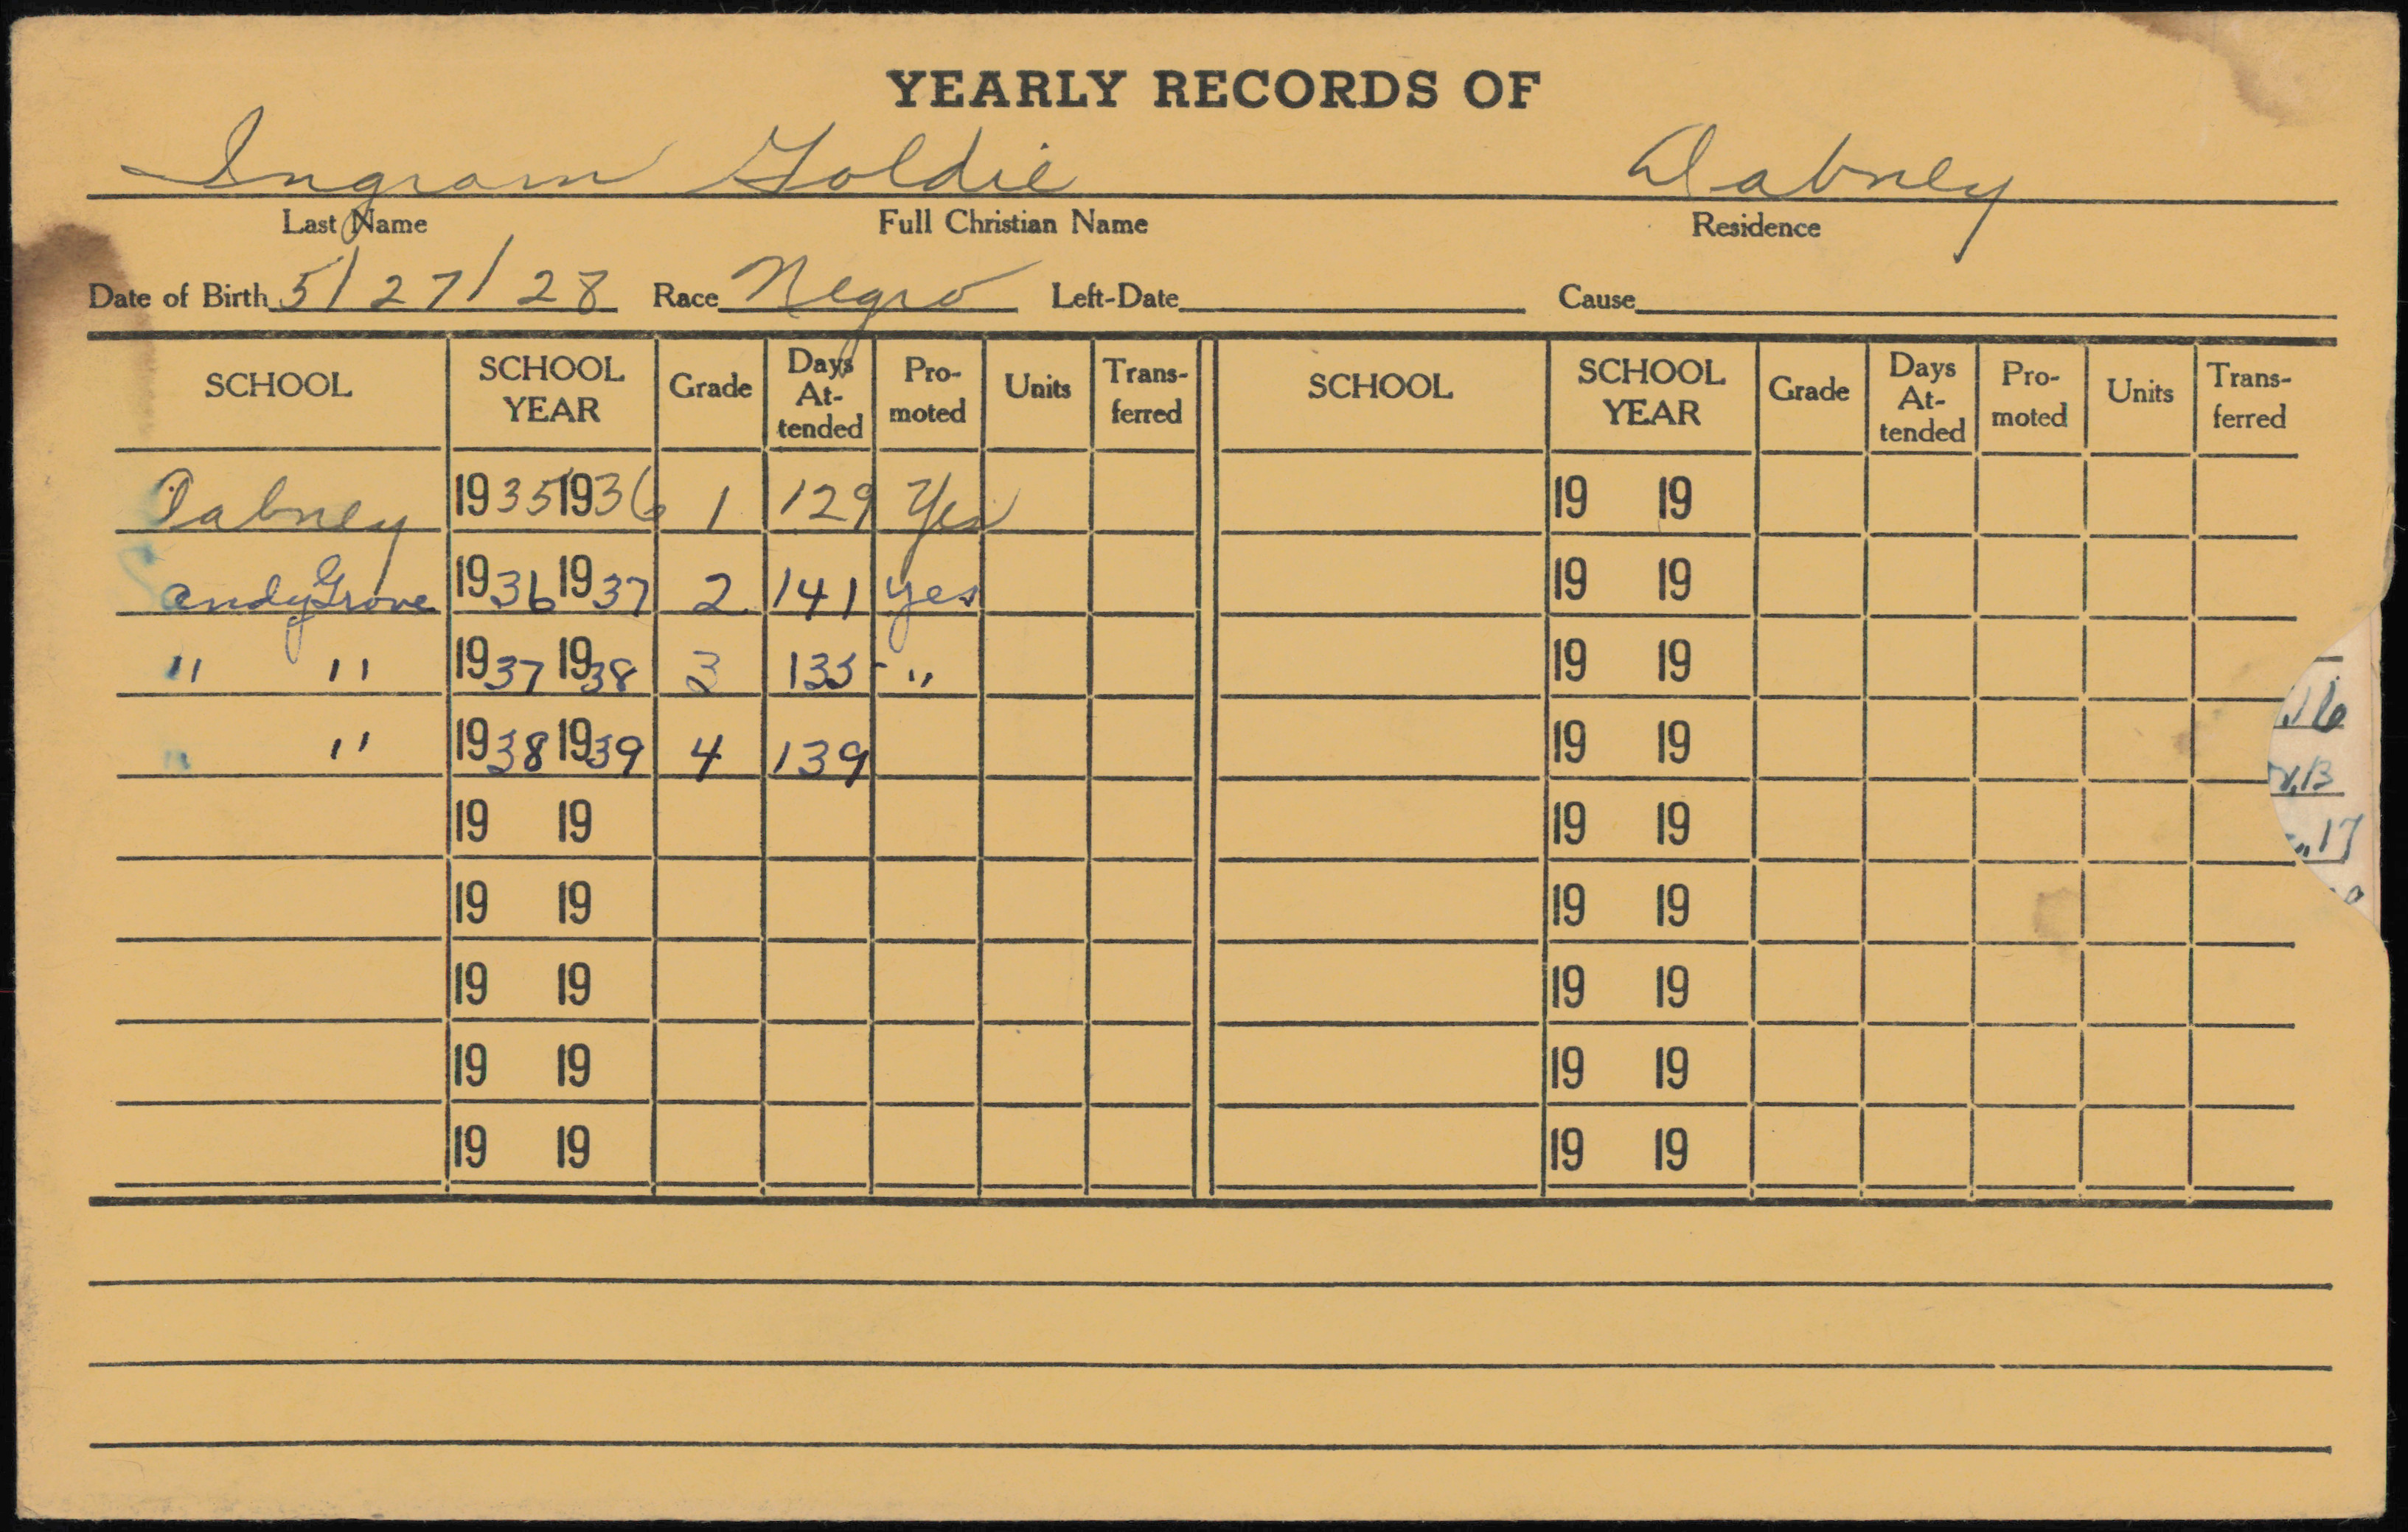 YEARLY RECORDS OF
Ingram Goldie Dabney
Last Name Full Christian Name Residence
Date of Birth 5/27/28 Race Negro Left-Date Cause
SCHOOL SCHOOL YEAR Grade Days At-tended Pro-moted Units Trans-ferred SCHOOL SCHOOL YEAR Grade Days At-tended Pro-moted Units Trans-ferred
Dabney 1935 1936 1 129 Yes 19 19
Andy Grove 1936 1937 2 141 yes 19 19
" " 1937 1938 3 135 " 19 19
" " 1938 1939 4 139 19 19
19 19 19 19
19 19 19 19
19 19 19 19
19 19 19 19
19 19 19 19